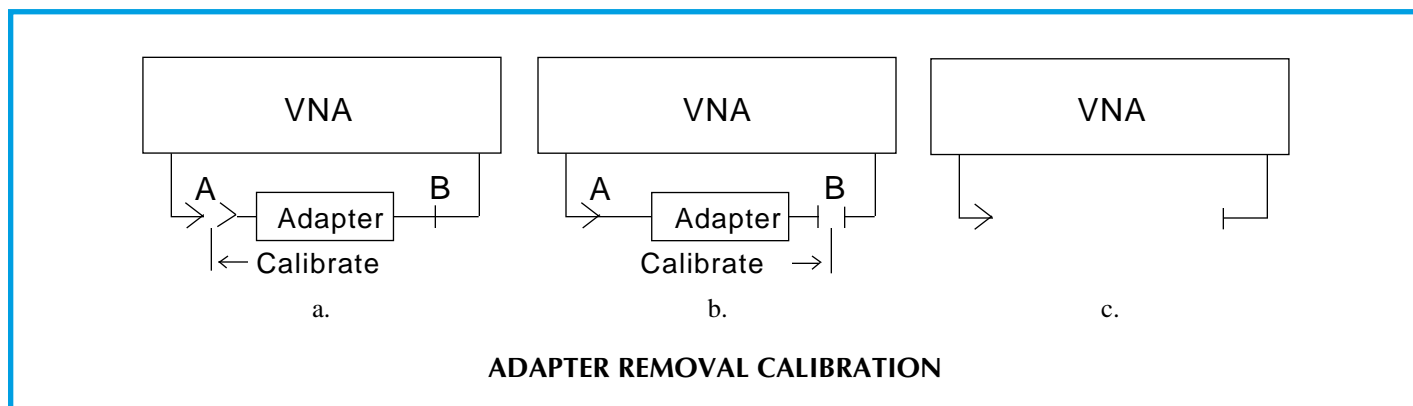 VNA VNA VNA
A B A B
Adapter Adapter
Calibrate Calibrate
a. b. c.
ADAPTER REMOVAL CALIBRATION